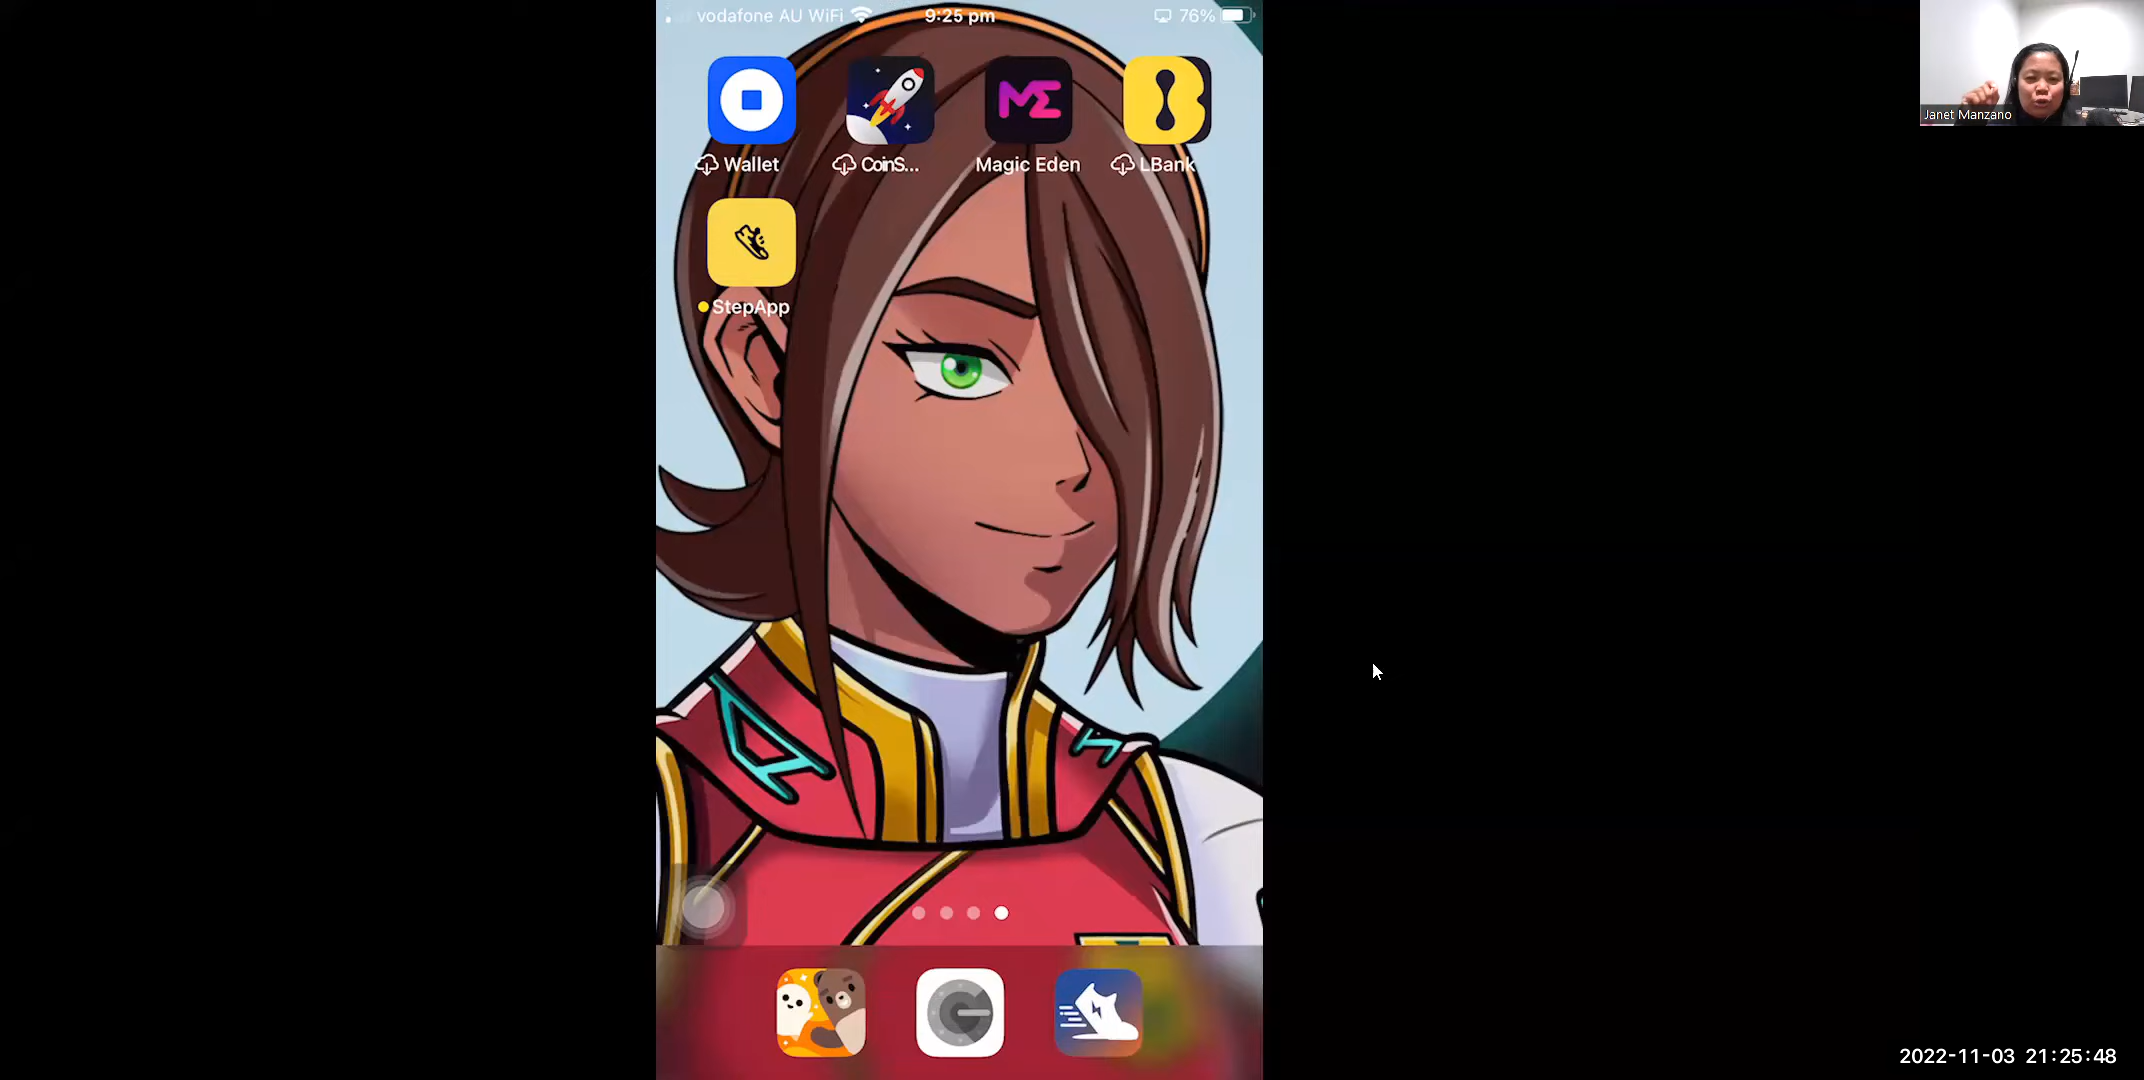 vodafone AU WiFi 9:25 pm 76%
Janet Manzano
Wallet CoinS... Magic Eden LBank
StepApp
2022-11-03 21:25:48